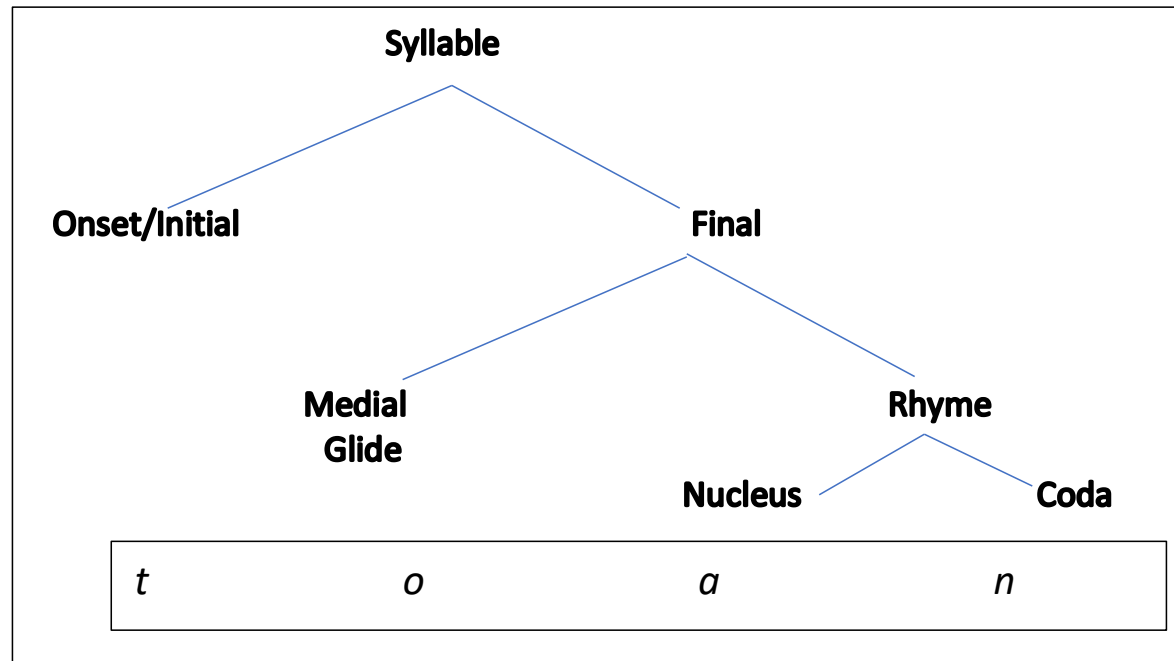 Syllable
Onset/Initial Final
Medial Rhyme
Glide
Nucleus Coda
t o a n